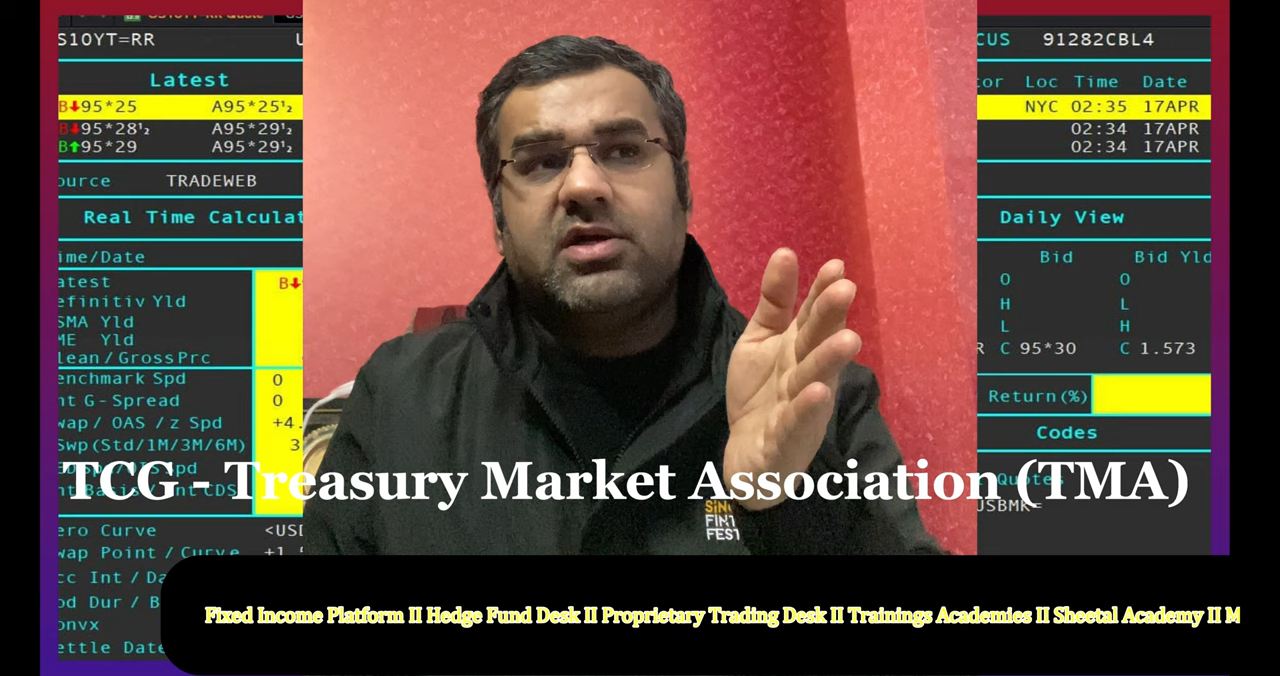 S10YT=RR
Latest
B↓95*25 A95*25½
B↓95*28½ A95*29½
B↑95*29 A95*29½
ource TRADEWEB
Real Time Calculat
ime/Date
atest B↓
efinitiv Yld
SMA Yld
ME Yld
lean/GrossPrc
enchmark Spd 0
nt G-Spread 0
wap/ OAS /z Spd +4.
SWp(Std/1M/3M/6M) 3
CUS 91282CBL4
tor Loc Time Date
NYC 02:35 17APR
02:34 17APR
02:34 17APR
Daily View
Bid Bid Yld
O O
H L
L H
R C 95*30 C 1.573
Return(%)
Codes
Quotes
USBMK=
TCG - Treasury Market Association (TMA)
SING
FINT
FEST
ero Curve <USD
wap Point / Curve
cc Int / Da
od Dur / B
onvx
ettle Date
Fixed Income Platform II Hedge Fund Desk II Proprietary Trading Desk II Trainings Academies II Sheetal Academy II M